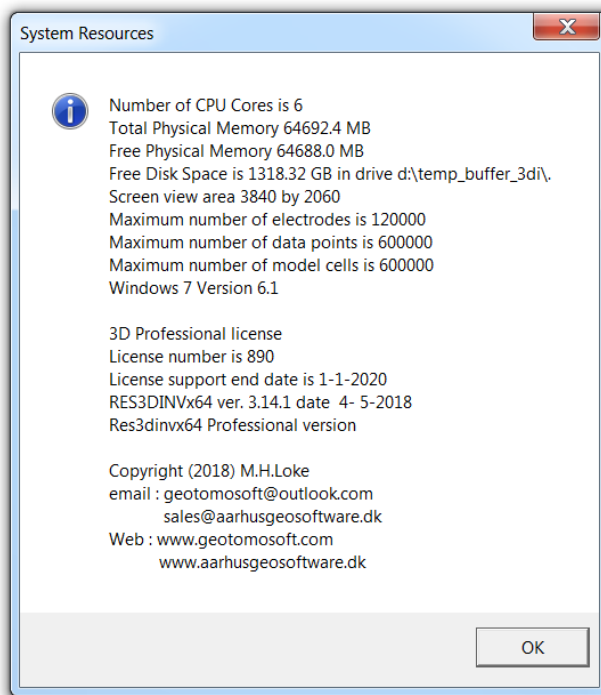 System Resources
Number of CPU Cores is 6
Total Physical Memory 64692.4 MB
Free Physical Memory 64688.0 MB
Free Disk Space is 1318.32 GB in drive d:\temp_buffer_3di\.
Screen view area 3840 by 2060
Maximum number of electrodes is 120000
Maximum number of data points is 600000
Maximum number of model cells is 600000
Windows 7 Version 6.1
3D Professional license
License number is 890
License support end date is 1-1-2020
RES3DINVx64 ver. 3.14.1 date  4- 5-2018
Res3dinvx64 Professional version
Copyright (2018) M.H.Loke
email : geotomosoft@outlook.com
sales@aarhusgeosoftware.dk
Web : www.geotomosoft.com
www.aarhusgeosoftware.dk
OK